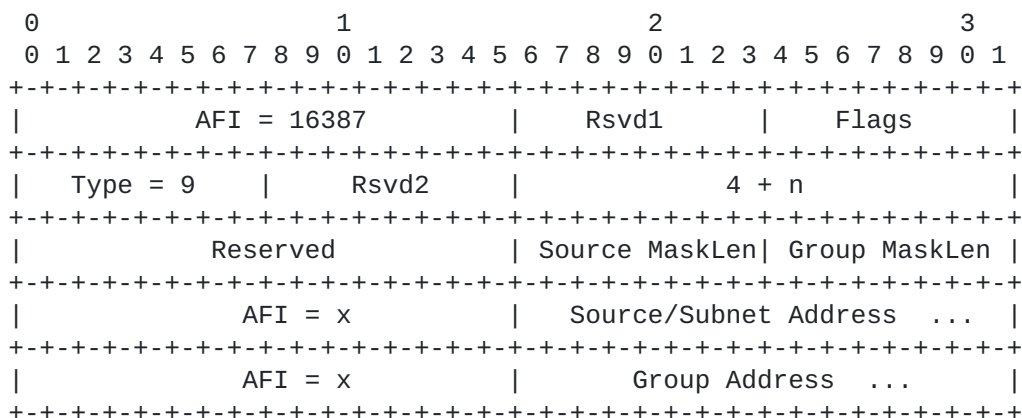 0                   1                   2                   3
 0 1 2 3 4 5 6 7 8 9 0 1 2 3 4 5 6 7 8 9 0 1 2 3 4 5 6 7 8 9 0 1
+-+-+-+-+-+-+-+-+-+-+-+-+-+-+-+-+-+-+-+-+-+-+-+-+-+-+-+-+-+-+-+-+
|           AFI = 16387         |    Rsvd1      |    Flags      |
+-+-+-+-+-+-+-+-+-+-+-+-+-+-+-+-+-+-+-+-+-+-+-+-+-+-+-+-+-+-+-+-+
|   Type = 9    |     Rsvd2     |             4 + n             |
+-+-+-+-+-+-+-+-+-+-+-+-+-+-+-+-+-+-+-+-+-+-+-+-+-+-+-+-+-+-+-+-+
|            Reserved           | Source MaskLen| Group MaskLen |
+-+-+-+-+-+-+-+-+-+-+-+-+-+-+-+-+-+-+-+-+-+-+-+-+-+-+-+-+-+-+-+-+
|              AFI = x          |   Source/Subnet Address  ...  |
+-+-+-+-+-+-+-+-+-+-+-+-+-+-+-+-+-+-+-+-+-+-+-+-+-+-+-+-+-+-+-+-+
|              AFI = x          |       Group Address  ...      |
+-+-+-+-+-+-+-+-+-+-+-+-+-+-+-+-+-+-+-+-+-+-+-+-+-+-+-+-+-+-+-+-+